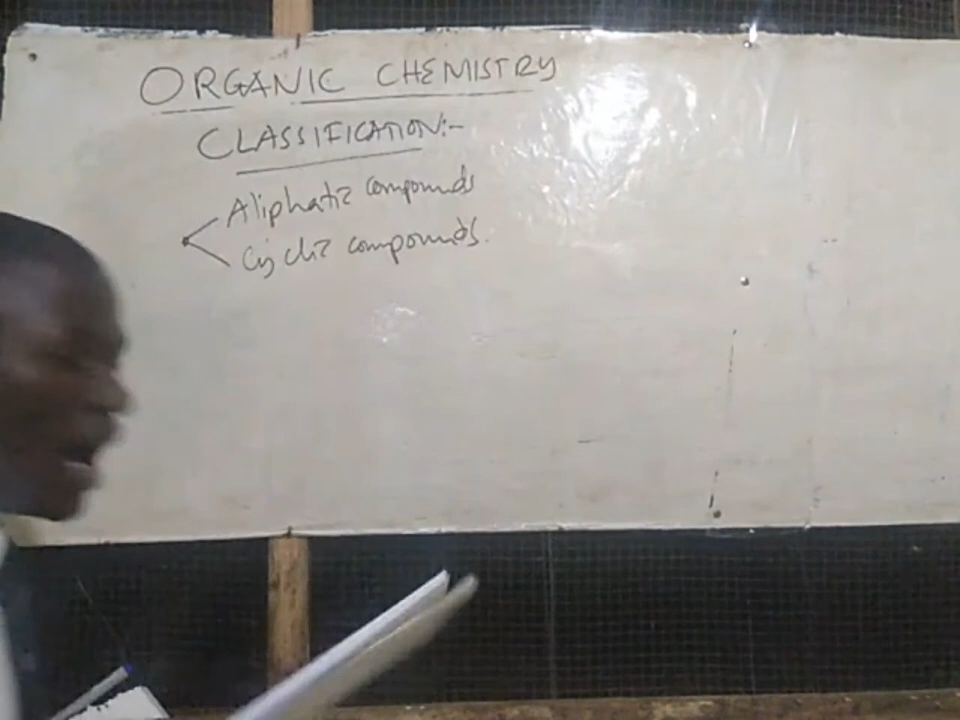 ORGANIC CHEMISTRY
CLASSIFICATION:-
Aliphatic compounds
Cyclic compounds.